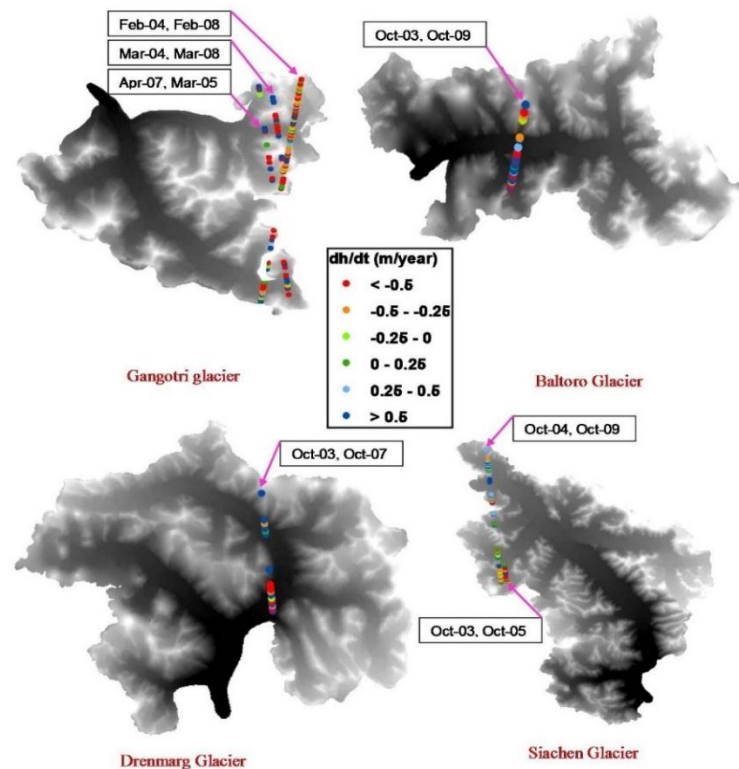 Feb-04, Feb-08
Mar-04, Mar-08
Apr-07, Mar-05
Oct-03, Oct-09
dh/dt (m/year)
< -0.5
-0.5 - -0.25
-0.25 - 0
0 - 0.25
0.25 - 0.5
> 0.5
Gangotri glacier
Baltoro Glacier
Oct-03, Oct-07
Oct-04, Oct-09
Oct-03, Oct-05
Drenmarg Glacier
Siachen Glacier